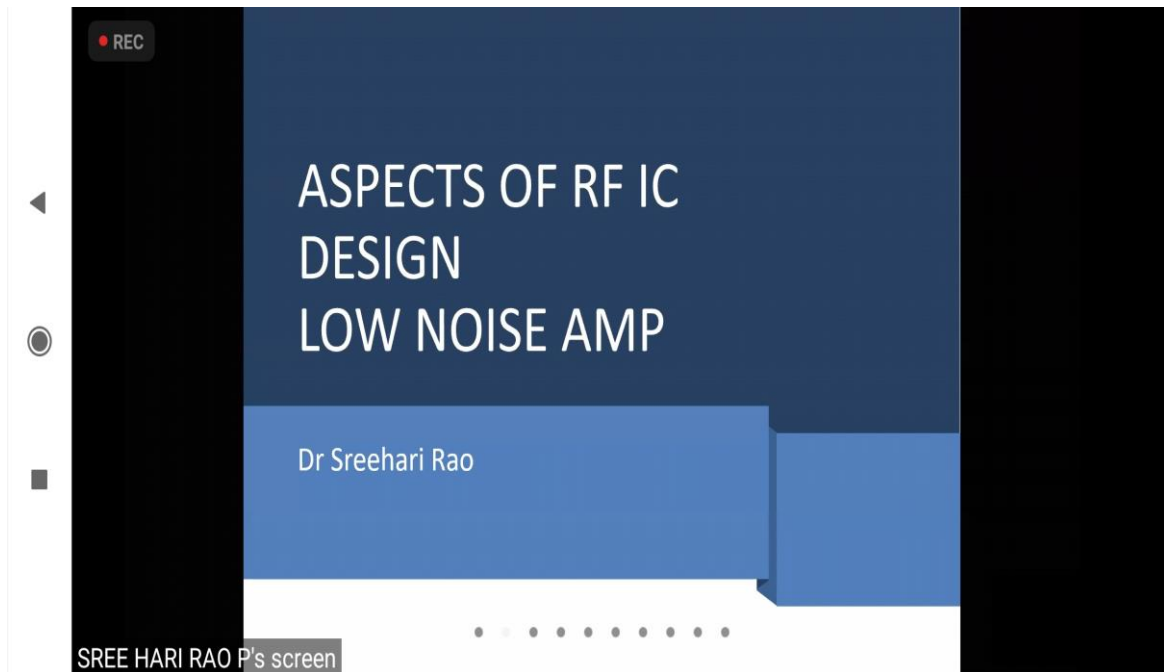 REC
ASPECTS OF RF IC
DESIGN
LOW NOISE AMP
Dr Sreehari Rao
SREE HARI RAO P's screen